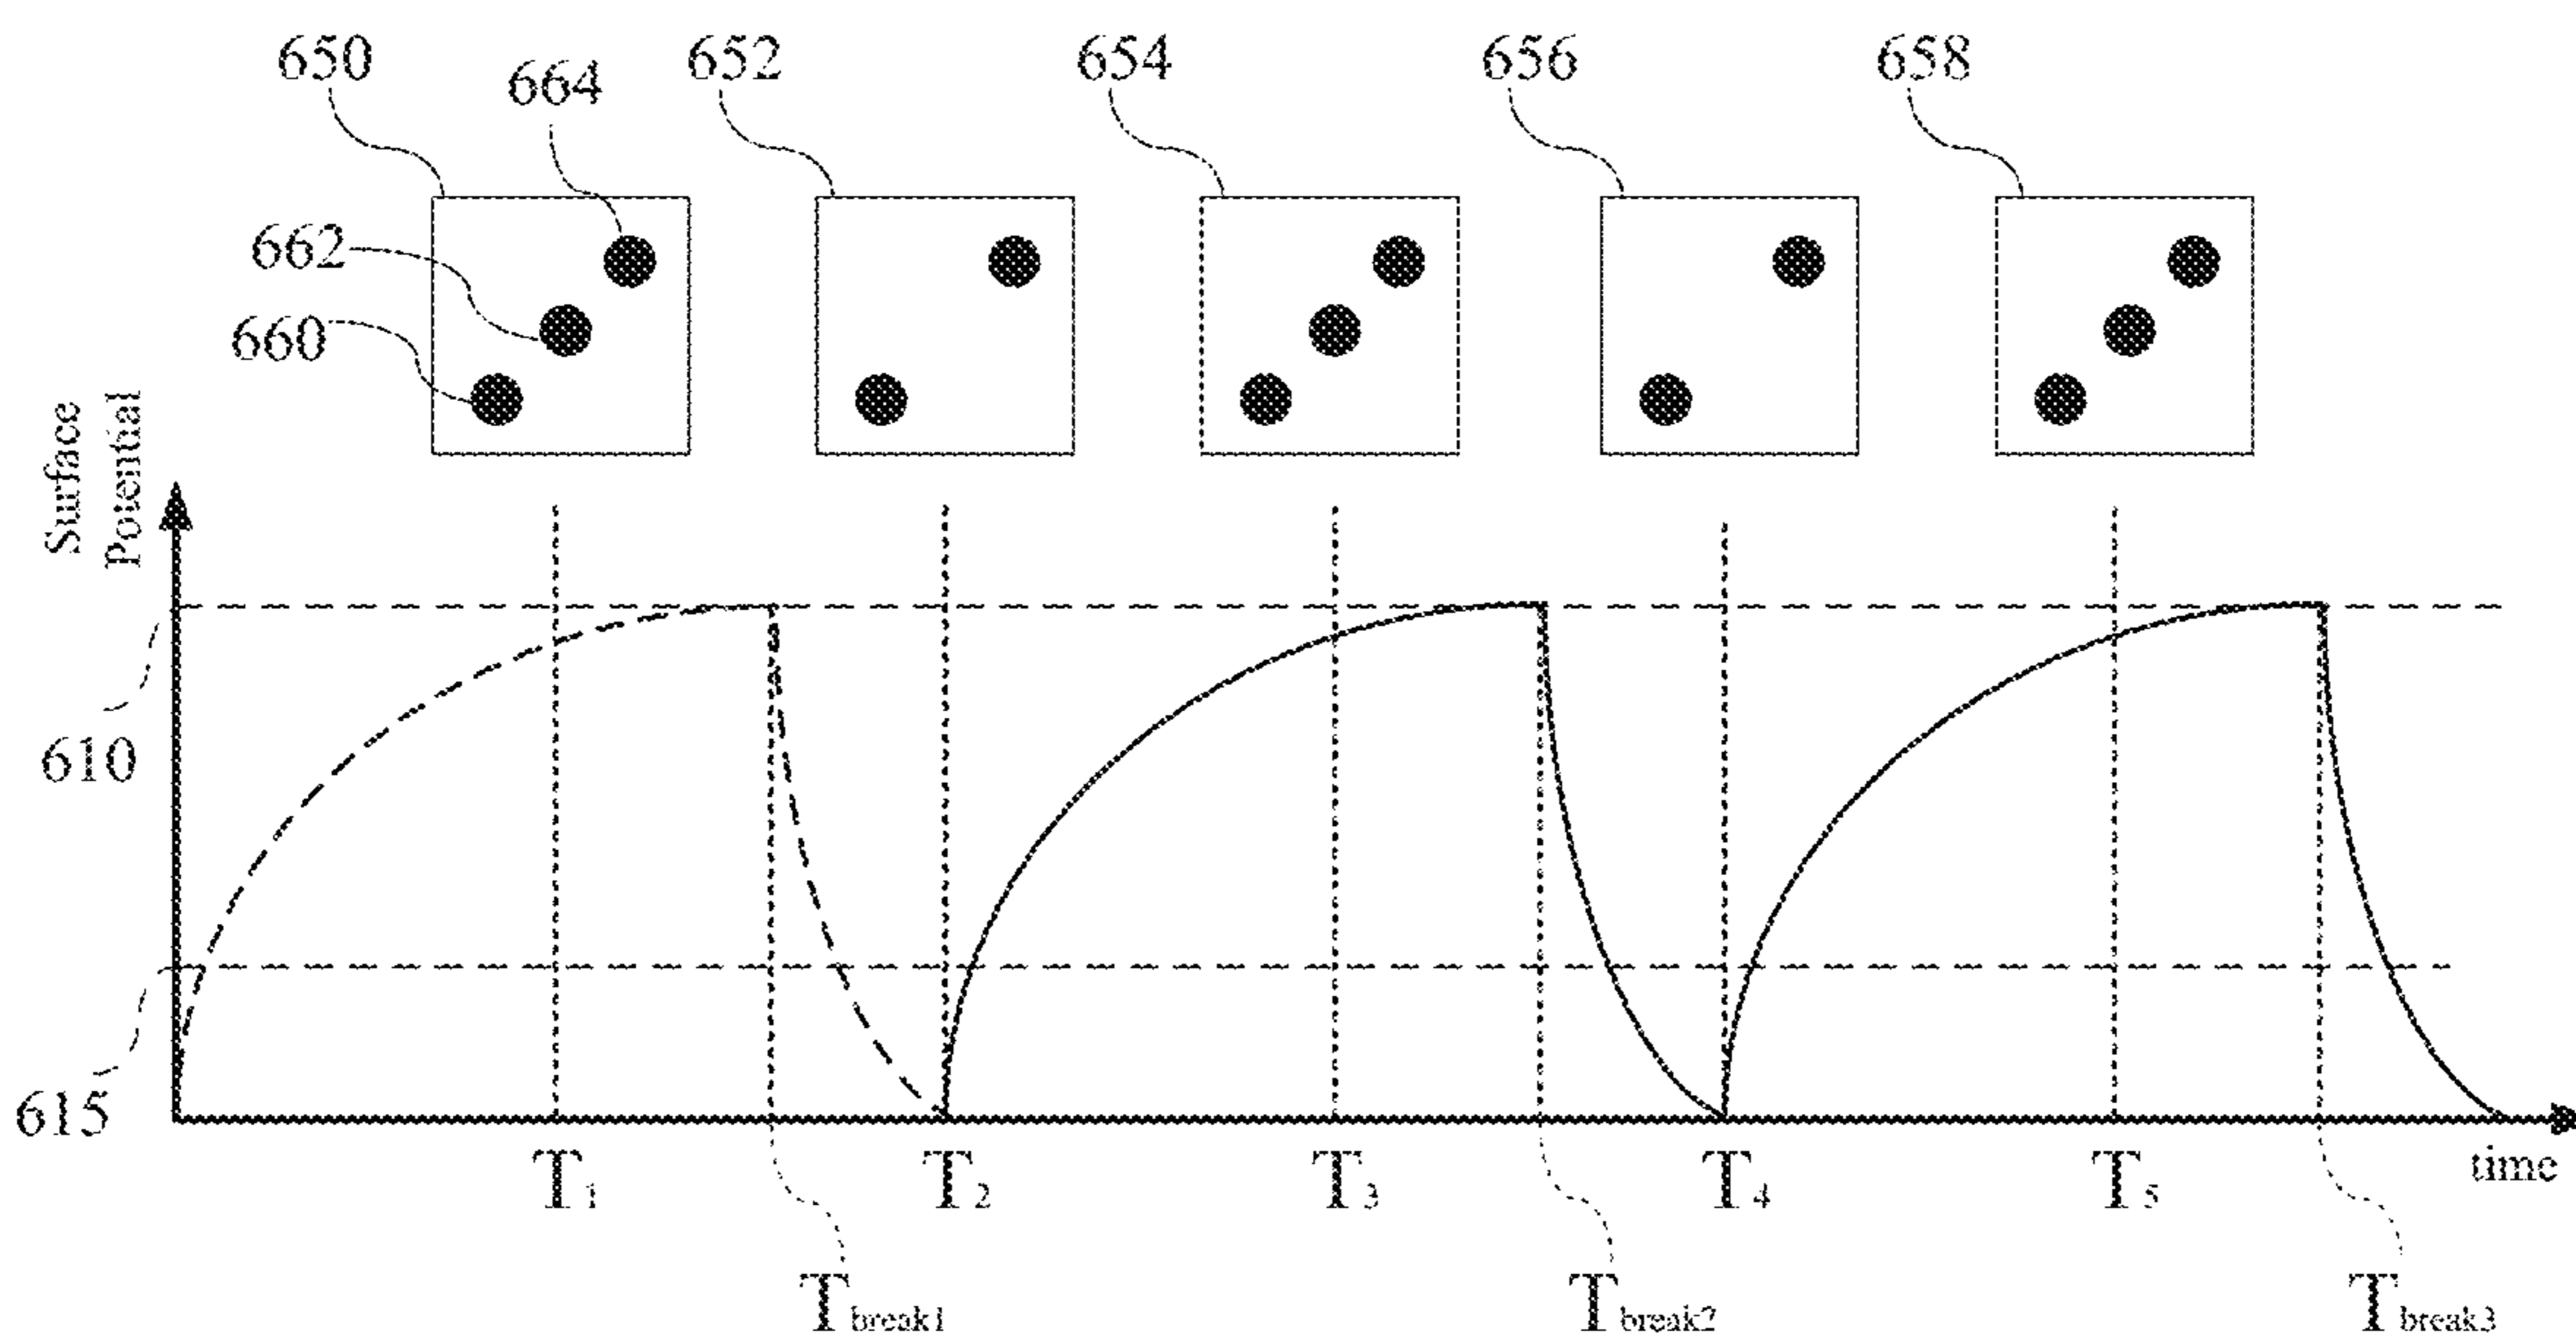 650
664
652
654
656
658
662
660
Surface
Potential
610
615
T1
T2
T3
T4
T5
time
Tbreak1
Tbreak2
Tbreak3